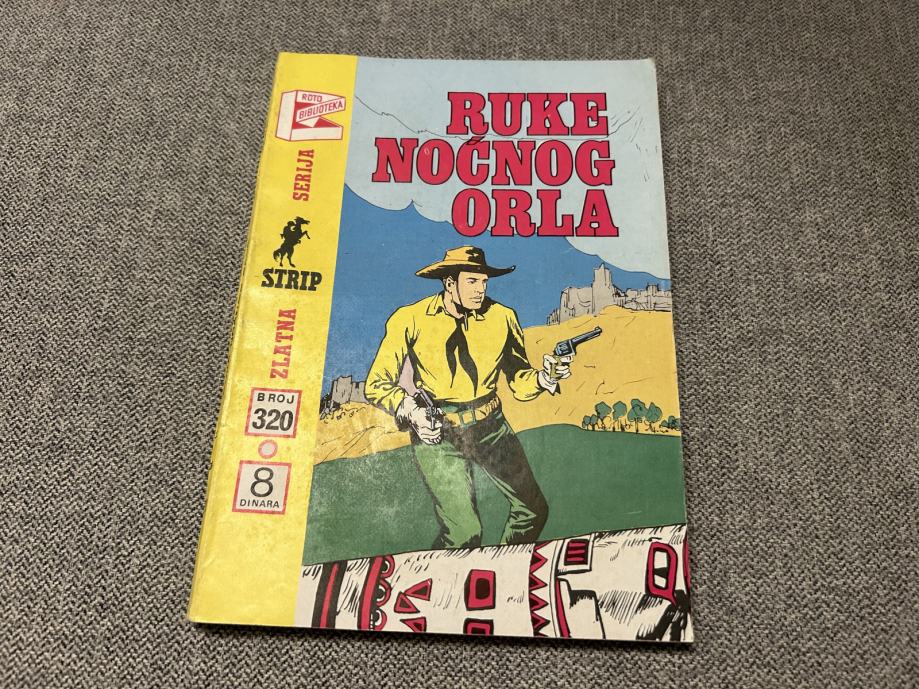 ROTO
BIBLIOTEKA
ZLATNA
STRIP
SERIJA
BROJ
320
8
DINARA
RUKE
NOĆNOG
ORLA